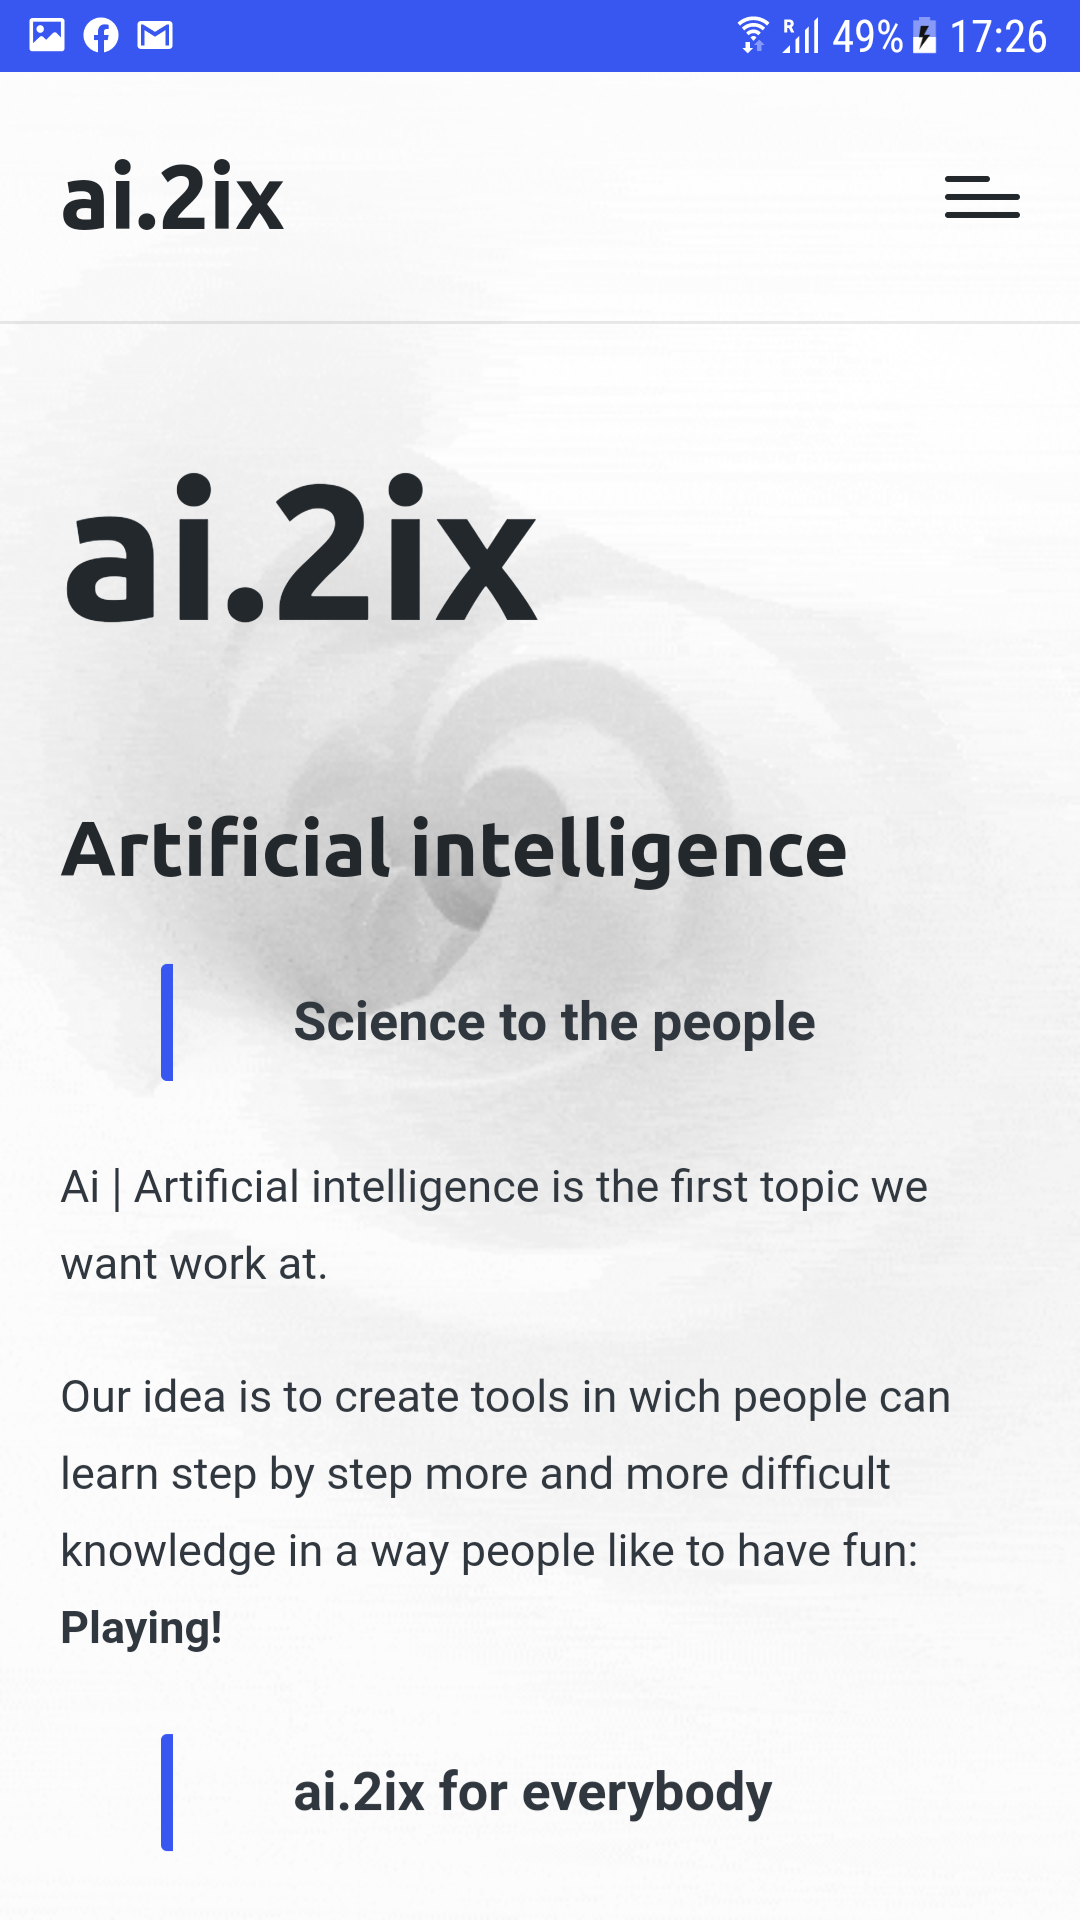 R 49% 17:26
ai.2ix
ai.2ix
Artificial intelligence
Science to the people
Ai | Artificial intelligence is the first topic we
want work at.
Our idea is to create tools in wich people can
learn step by step more and more difficult
knowledge in a way people like to have fun:
Playing!
ai.2ix for everybody